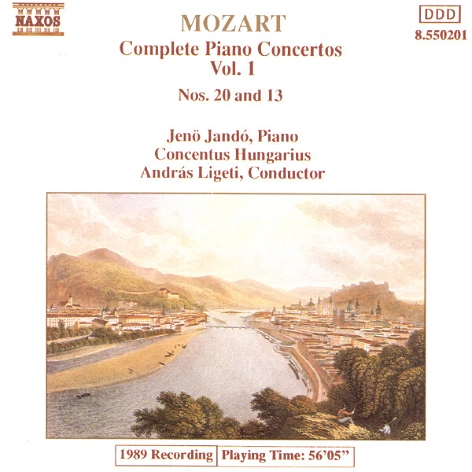 NAXOS
DDD
8.550201
MOZART
Complete Piano Concertos
Vol. 1
Nos. 20 and 13
Jenö Jandó, Piano
Concentus Hungarius
András Ligeti, Conductor
1989 Recording | Playing Time: 56'05"